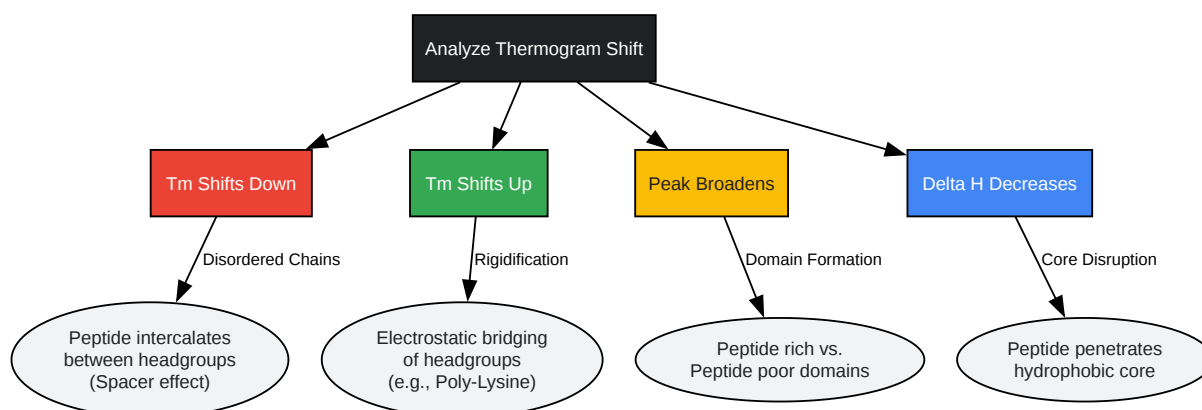 Analyze Thermogram Shift
Tm Shifts Down
Tm Shifts Up
Peak Broadens
Delta H Decreases
Disordered Chains
Rigidification
Domain Formation
Core Disruption
Peptide intercalates
between headgroups
(Spacer effect)
Electrostatic bridging
of headgroups
(e.g., Poly-Lysine)
Peptide rich vs.
Peptide poor domains
Peptide penetrates
hydrophobic core